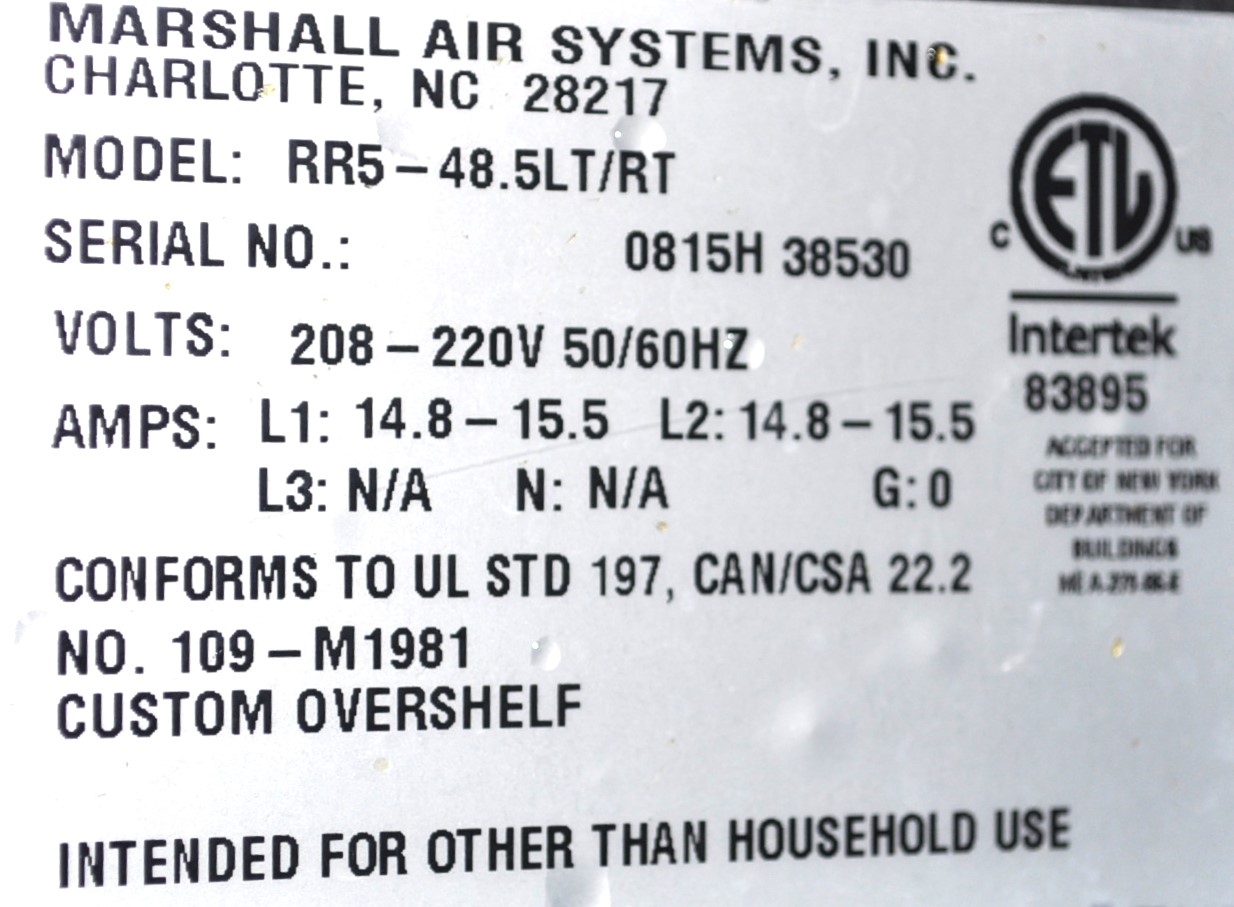 MARSHALL AIR SYSTEMS, INC.
CHARLOTTE, NC 28217
MODEL: RR5-48.5LT/RT
SERIAL NO.: 0815H 38530
VOLTS: 208-220V 50/60HZ
AMPS: L1: 14.8-15.5 L2: 14.8-15.5
L3: N/A N: N/A G: 0
CONFORMS TO UL STD 197, CAN/CSA 22.2
NO. 109-M1981
CUSTOM OVERSHELF
INTENDED FOR OTHER THAN HOUSEHOLD USE
ETL
C US
Intertek
83895
ACCEPTED FOR
CITY OF NEW YORK
DEPARTMENT OF
BUILDINGS